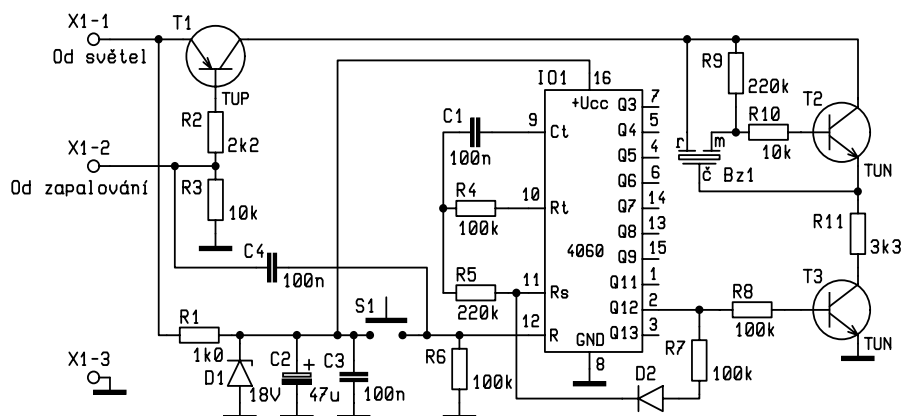 X1-1
Od světel
T1
TUP
R2
2k2
X1-2
Od zapalování
R3
10k
C4
100n
R1
1k0
D1
18V
C2
+
47u
C3
100n
S1
X1-3
C1
100n
R4
100k
R5
220k
R6
100k
IO1
16
+Ucc
9
Ct
10
Rt
11
Rs
12
R
4060
GND
8
Q3
7
Q4
5
Q5
4
Q6
6
Q7
14
Q8
13
Q9
15
Q11
1
Q12
2
Q13
3
R9
220k
R10
10k
r
m
č
Bz1
T2
TUN
R11
3k3
T3
TUN
R8
100k
R7
100k
D2